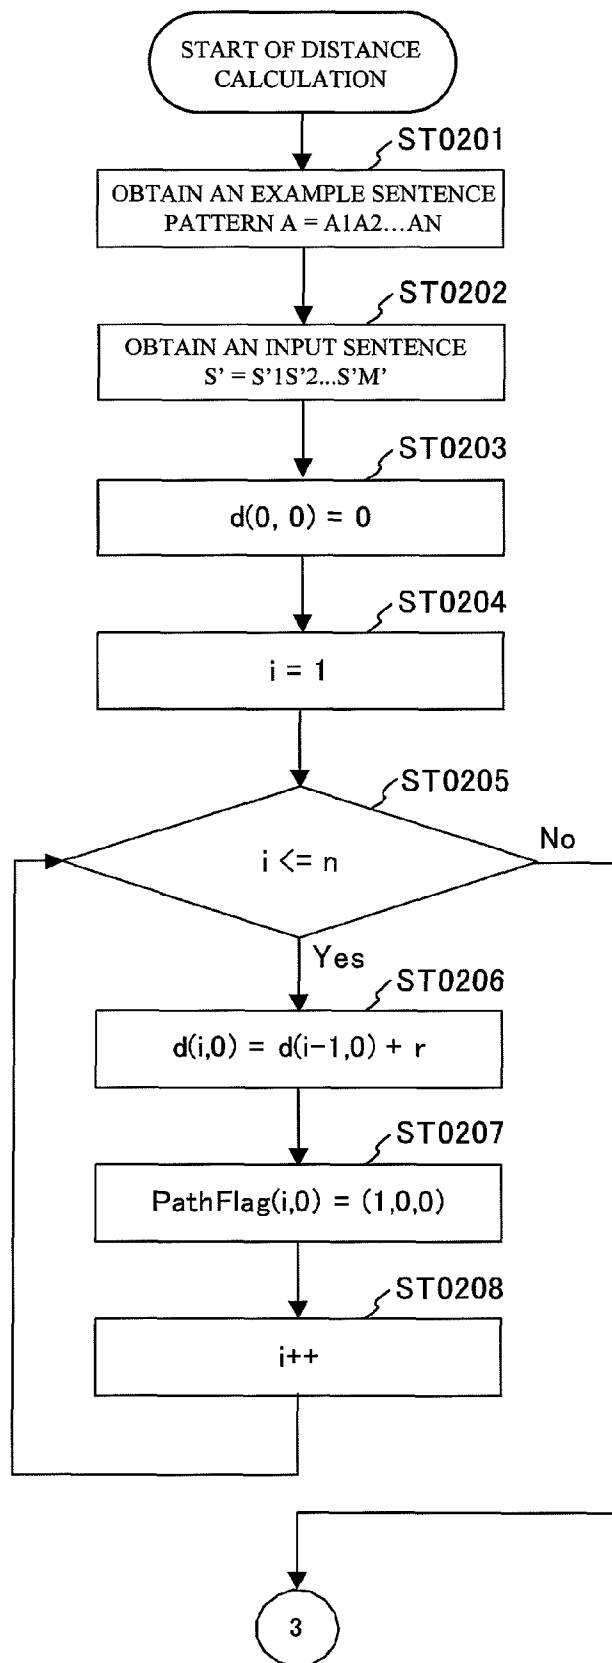 START OF DISTANCE
CALCULATION
ST0201
OBTAIN AN EXAMPLE SENTENCE
PATTERN A = A1A2...AN
ST0202
OBTAIN AN INPUT SENTENCE
S' = S'1S'2...S'M'
ST0203
d(0, 0) = 0
ST0204
i = 1
ST0205
i <= n
No
Yes
ST0206
d(i,0) = d(i-1,0) + r
ST0207
PathFlag(i,0) = (1,0,0)
ST0208
i++
3